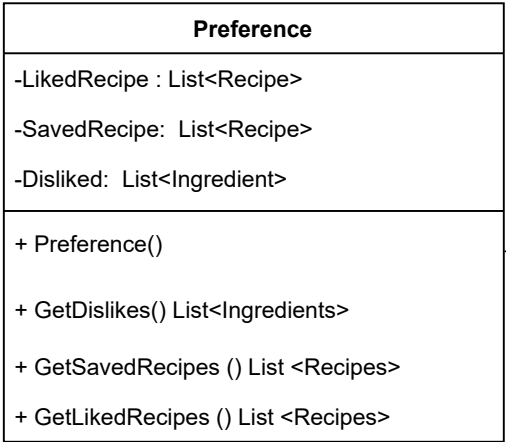 Preference
-LikedRecipe : List<Recipe>
-SavedRecipe:  List<Recipe>
-Disliked:  List<Ingredient>
+ Preference()
+ GetDislikes() List<Ingredients>
+ GetSavedRecipes () List <Recipes>
+ GetLikedRecipes () List <Recipes>